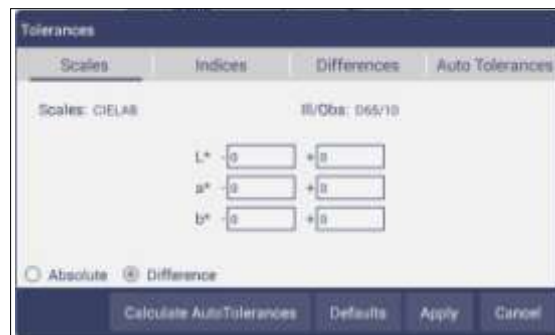 Tolerances
Scales Indices Differences Auto Tolerances
Scales: CIELAB Ill/Obs: D65/10
L* -0 +0
a* -0 +0
b* -0 +0
Absolute Difference
Calculate AutoTolerances Defaults Apply Cancel